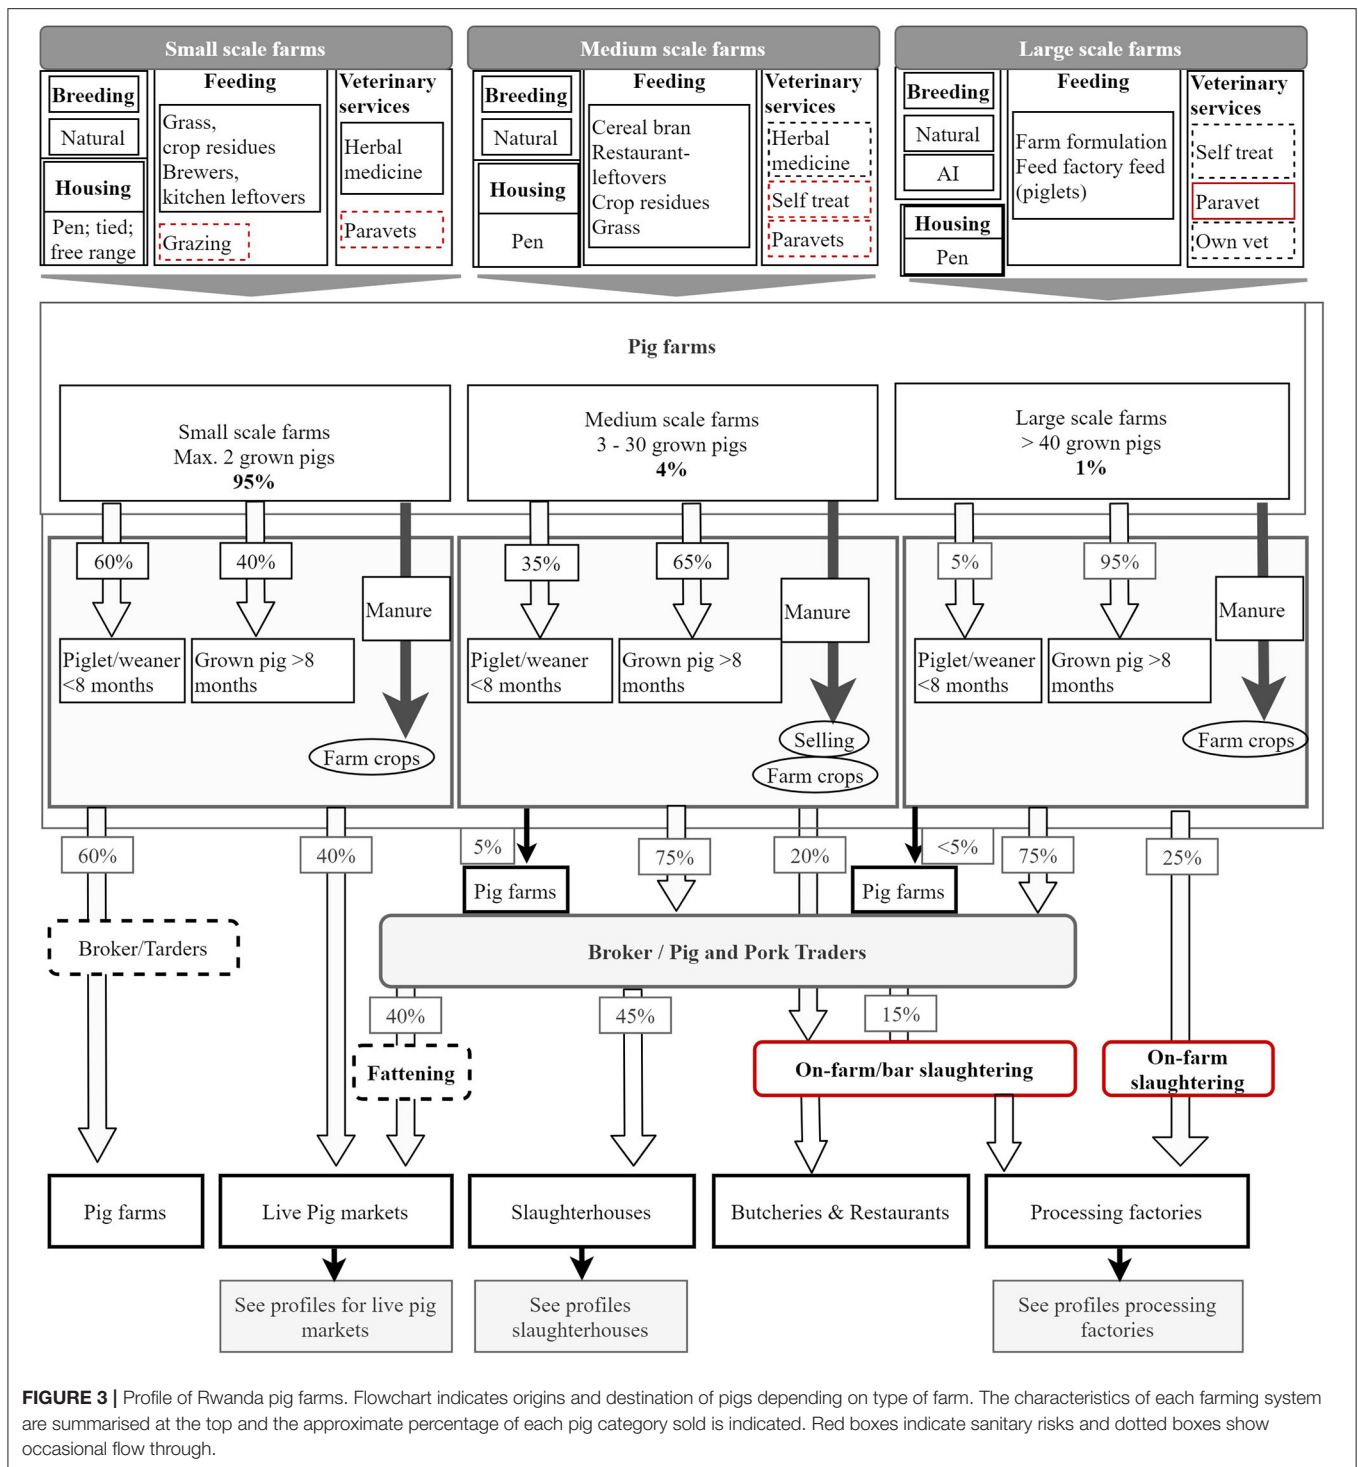 Small scale farms
Breeding
Natural
Housing
Pen; tied;
free range
Feeding
Grass,
crop residues
Brewers,
kitchen leftovers
Grazing
Veterinary
services
Herbal
medicine
Paravets
Medium scale farms
Breeding
Natural
Housing
Pen
Feeding
Cereal bran
Restaurant-
leftovers
Crop residues
Grass
Veterinary
services
Herbal
medicine
Self treat
Paravets
Large scale farms
Breeding
Natural
AI
Housing
Pen
Feeding
Farm formulation
Feed factory feed
(piglets)
Veterinary
services
Self treat
Paravet
Own vet
Pig farms
Small scale farms
Max. 2 grown pigs
95%
Medium scale farms
3 - 30 grown pigs
4%
Large scale farms
> 40 grown pigs
1%
60%
40%
Manure
Piglet/weaner
<8 months
Grown pig >8
months
Farm crops
35%
65%
Manure
Piglet/weaner
<8 months
Grown pig >8
months
Selling
Farm crops
5%
95%
Manure
Piglet/weaner
<8 months
Grown pig >8
months
Farm crops
60%
40%
5%
75%
20%
<5%
75%
25%
Pig farms
Pig farms
Broker/Tarders
Broker / Pig and Pork Traders
40%
45%
15%
Fattening
On-farm/bar slaughtering
On-farm
slaughtering
Pig farms
Live Pig markets
Slaughterhouses
Butcheries & Restaurants
Processing factories
See profiles for live pig
markets
See profiles
slaughterhouses
See profiles processing
factories
FIGURE 3 | Profile of Rwanda pig farms. Flowchart indicates origins and destination of pigs depending on type of farm. The characteristics of each farming system
are summarised at the top and the approximate percentage of each pig category sold is indicated. Red boxes indicate sanitary risks and dotted boxes show
occasional flow through.